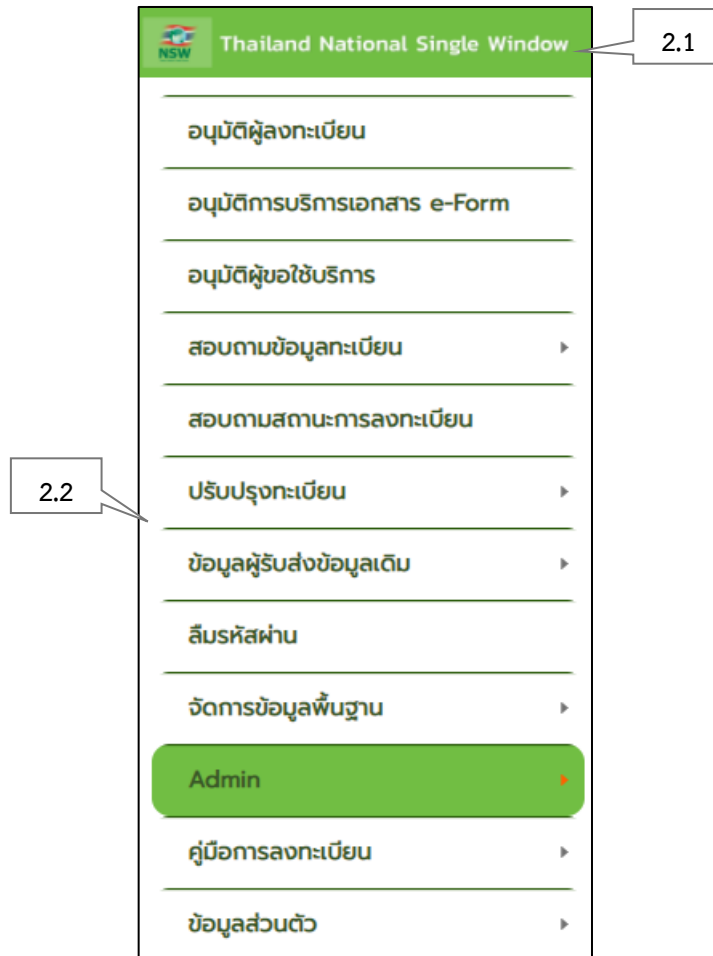 NSW
Thailand National Single Window
2.1
อนุมัติผู้ลงทะเบียน
อนุมัติการบริการเอกสาร e-Form
อนุมัติผู้ขอใช้บริการ
สอบถามข้อมูลทะเบียน
สอบถามสถานะการลงทะเบียน
2.2
ปรับปรุงทะเบียน
ข้อมูลผู้รับส่งข้อมูลเดิม
ลืมรหัสผ่าน
จัดการข้อมูลพื้นฐาน
Admin
คู่มือการลงทะเบียน
ข้อมูลส่วนตัว